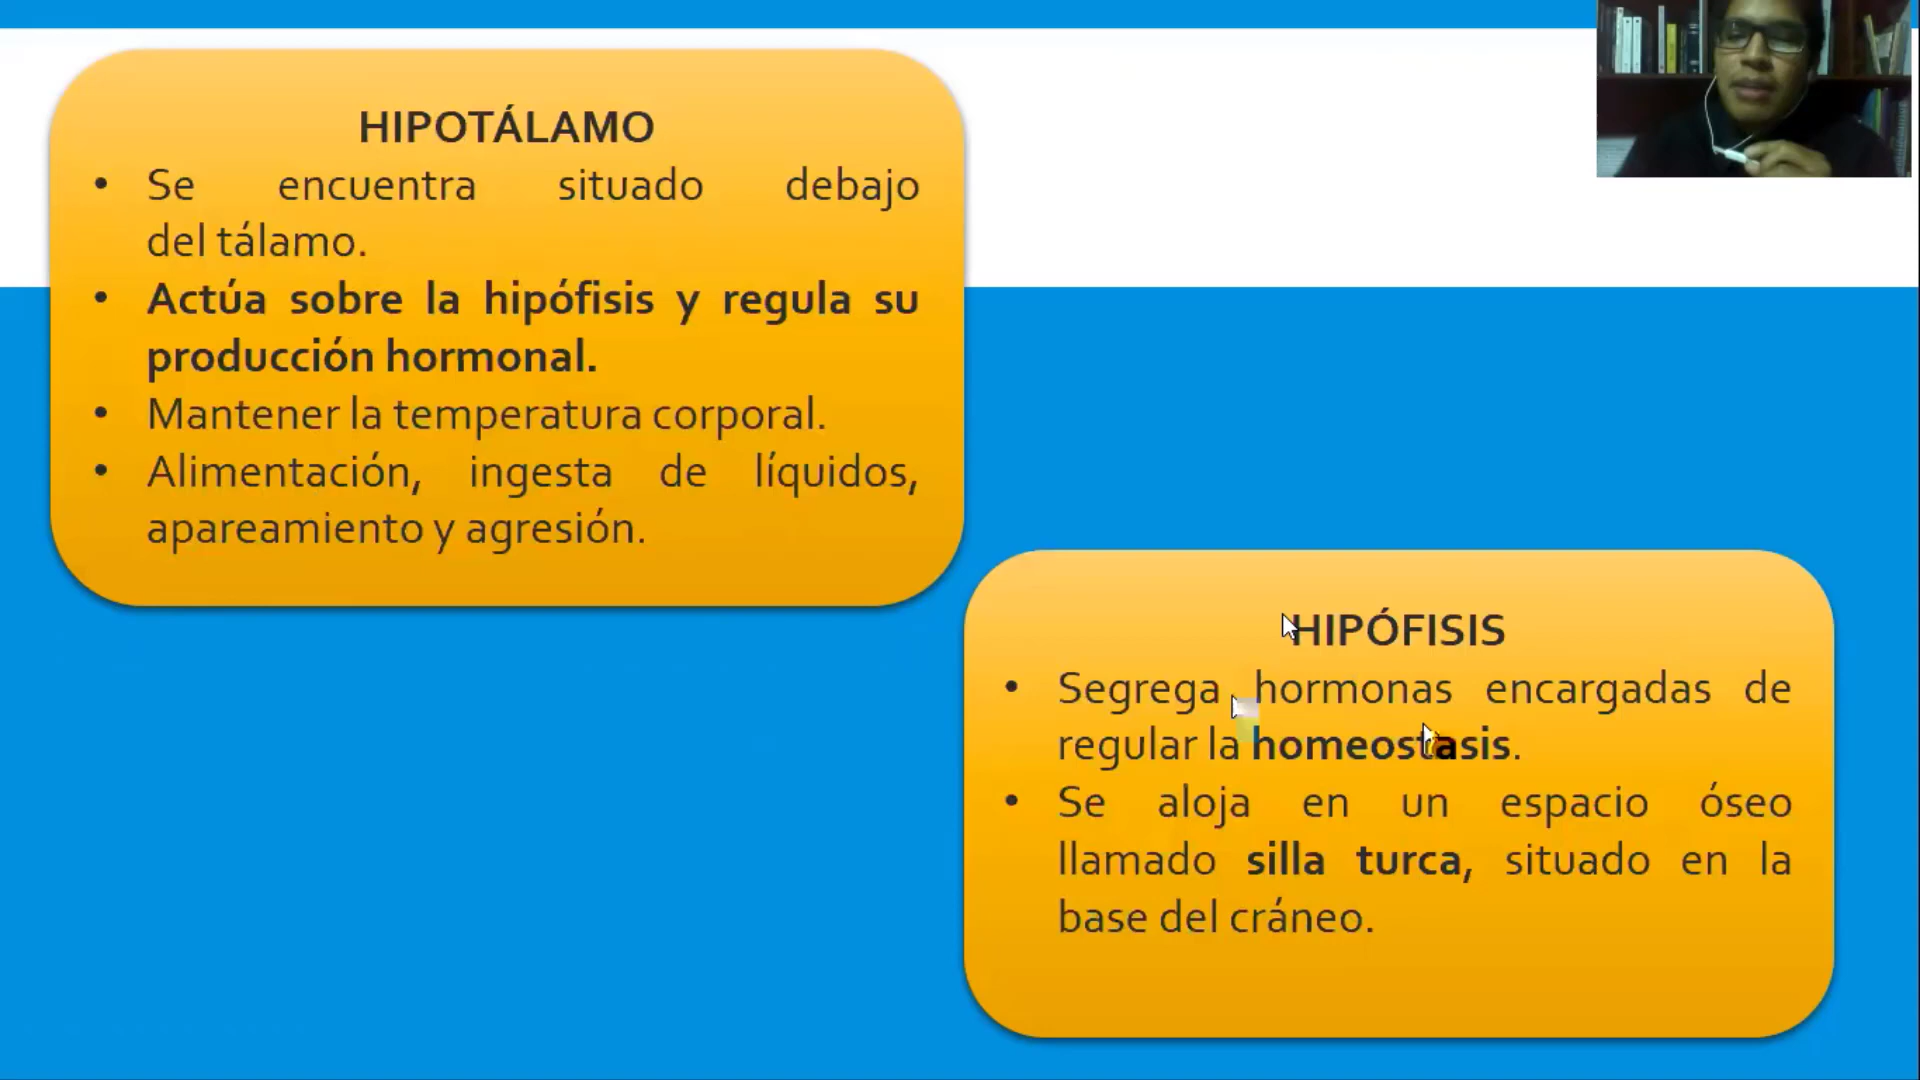 HIPOTÁLAMO
• Se encuentra situado debajo
del tálamo.
• Actúa sobre la hipófisis y regula su
producción hormonal.
• Mantener la temperatura corporal.
• Alimentación, ingesta de líquidos,
apareamiento y agresión.
HIPÓFISIS
• Segrega hormonas encargadas de
regular la homeostasis.
• Se aloja en un espacio óseo
llamado silla turca, situado en la
base del cráneo.